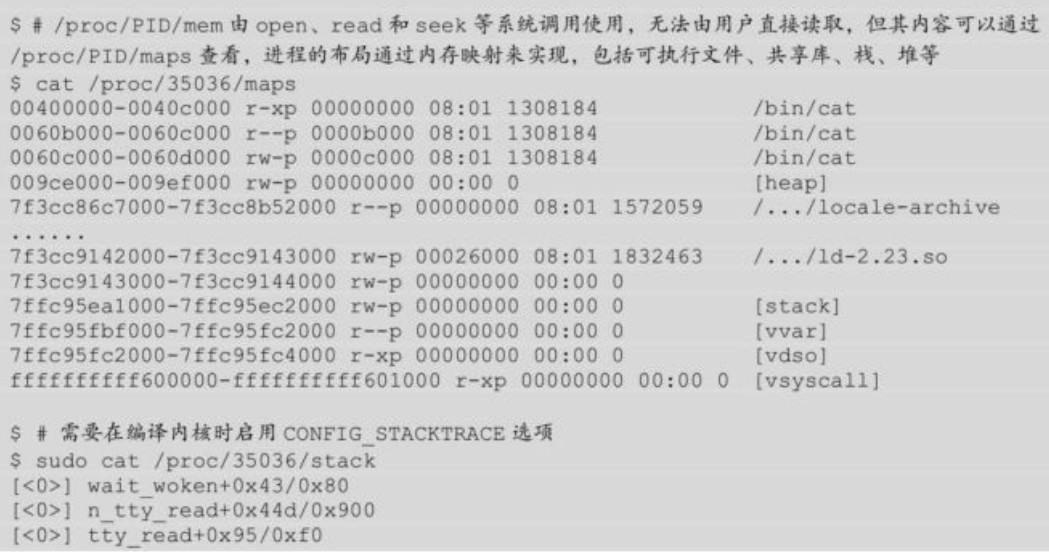 $ # /proc/PID/mem 由 open、read 和 seek 等系统调用使用，无法由用户直接读取，但其内容可以通过
/proc/PID/maps 查看，进程的布局通过内存映射来实现，包括可执行文件、共享库、栈、堆等
$ cat /proc/35036/maps
00400000-0040c000 r-xp 00000000 08:01 1308184 /bin/cat
0060b000-0060c000 r--p 0000b000 08:01 1308184 /bin/cat
0060c000-0060d000 rw-p 0000c000 08:01 1308184 /bin/cat
009ce000-009ef000 rw-p 00000000 00:00 0 [heap]
7f3cc86c7000-7f3cc8b52000 r--p 00000000 08:01 1572059 /.../locale-archive
......
7f3cc9142000-7f3cc9143000 rw-p 00026000 08:01 1832463 /.../ld-2.23.so
7f3cc9143000-7f3cc9144000 rw-p 00000000 00:00 0
7ffc95ea1000-7ffc95ec2000 rw-p 00000000 00:00 0 [stack]
7ffc95fbf000-7ffc95fc2000 r--p 00000000 00:00 0 [vvar]
7ffc95fc2000-7ffc95fc4000 r-xp 00000000 00:00 0 [vdso]
ffffffffff600000-ffffffffff601000 r-xp 00000000 00:00 0 [vsyscall]
$ # 需要在编译内核时启用 CONFIG_STACKTRACE 选项
$ sudo cat /proc/35036/stack
[<0>] wait_woken+0x43/0x80
[<0>] n_tty_read+0x44d/0x900
[<0>] tty_read+0x95/0xf0